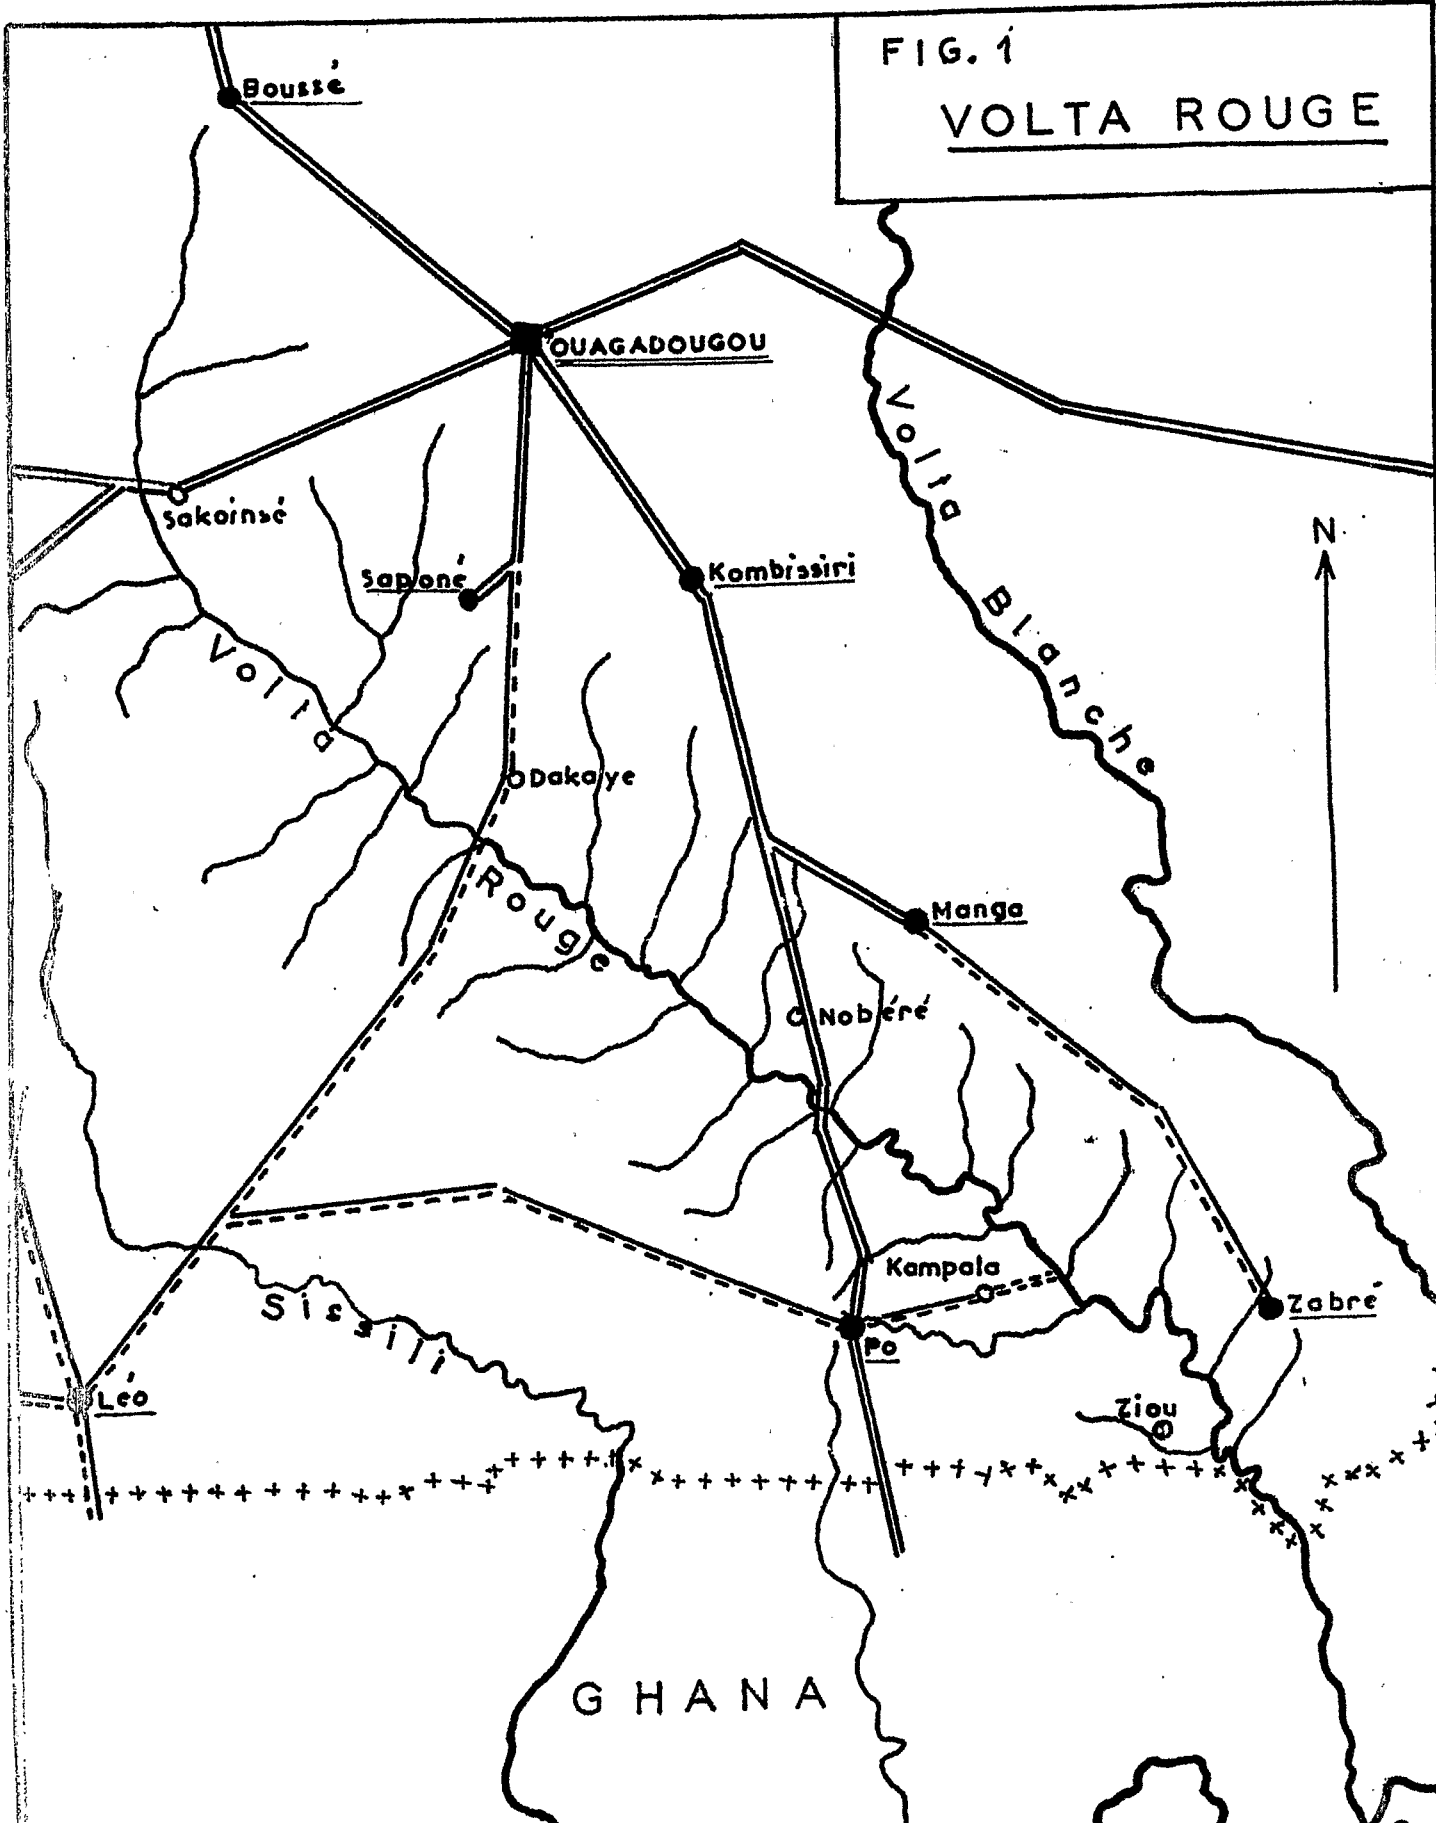 FIG. 1
VOLTA ROUGE
Boussé
OUAGADOUGOU
Sakoinsé
Saponé
Kombissiri
N
Volta Blanche
Volta Rouge
Dakaye
Manga
Nobéré
Kampala
Zabré
Po
Sissili
Léo
Ziou
GHANA